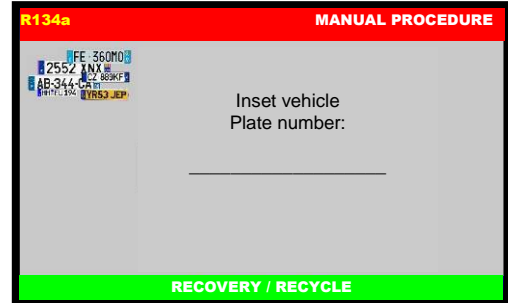 R134a
MANUAL PROCEDURE
FE 360MO
2552 XNX
CZ 889KF
AB-344-CA
YR53 JEP
Inset vehicle
Plate number:
RECOVERY / RECYCLE